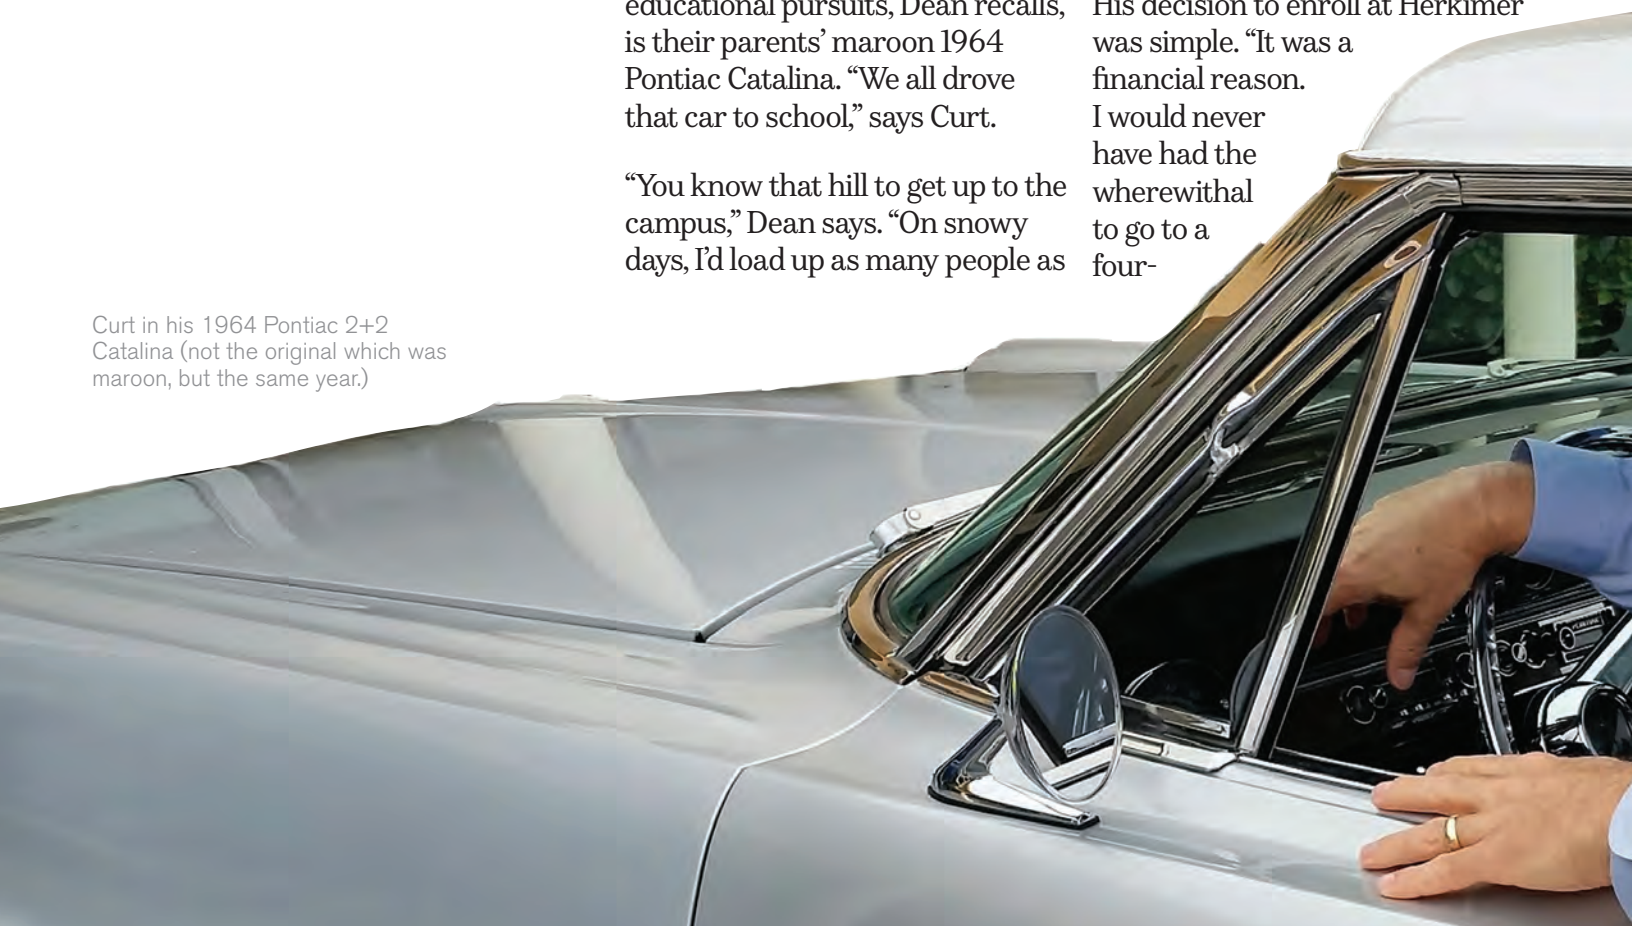 educational pursuits, Dean recalls,
is their parents’ maroon 1964
Pontiac Catalina. “We all drove
that car to school,” says Curt.
“You know that hill to get up to the
campus,” Dean says. “On snowy
days, I’d load up as many people as
His decision to enroll at Herkimer
was simple. “It was a
financial reason.
I would never
have had the
wherewithal
to go to a
four-
Curt in his 1964 Pontiac 2+2
Catalina (not the original which was
maroon, but the same year.)